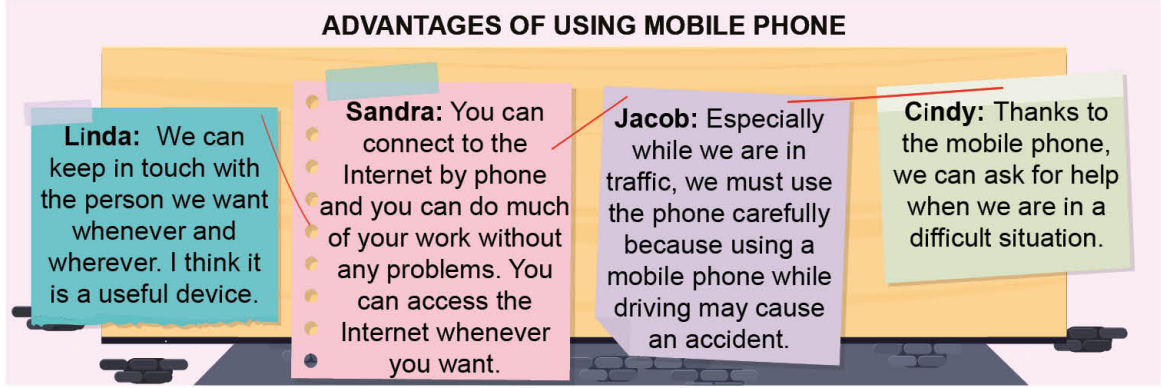 ADVANTAGES OF USING MOBILE PHONE
Linda: We can
keep in touch with
the person we want
whenever and
wherever. I think it
is a useful device.
Sandra: You can
connect to the
Internet by phone
and you can do much
of your work without
any problems. You
can access the
Internet whenever
you want.
Jacob: Especially
while we are in
traffic, we must use
the phone carefully
because using a
mobile phone while
driving may cause
an accident.
Cindy: Thanks to
the mobile phone,
we can ask for help
when we are in a
difficult situation.